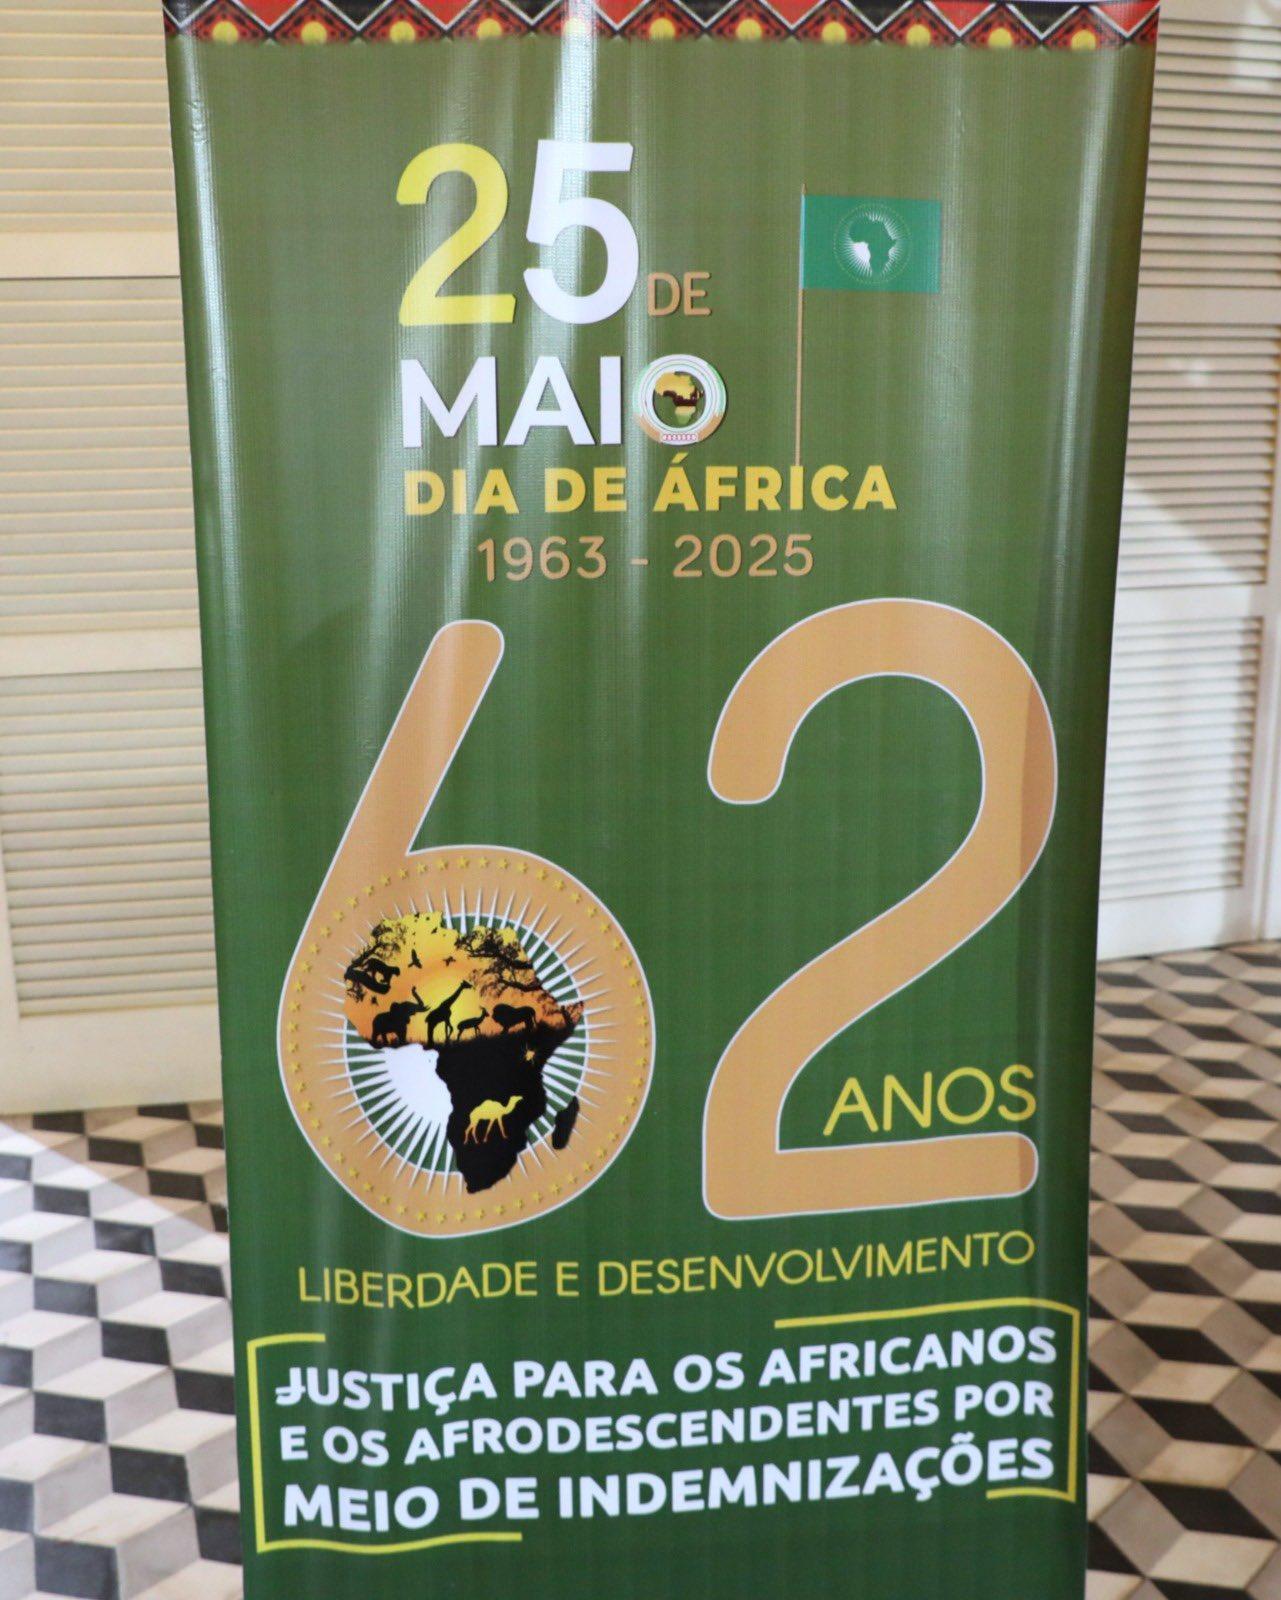 25 DE
MAIO
DIA DE ÁFRICA
1963 - 2025
62
ANOS
LIBERDADE E DESENVOLVIMENTO
JUSTIÇA PARA OS AFRICANOS
E OS AFRODESCENDENTES POR
MEIO DE INDEMNIZAÇÕES